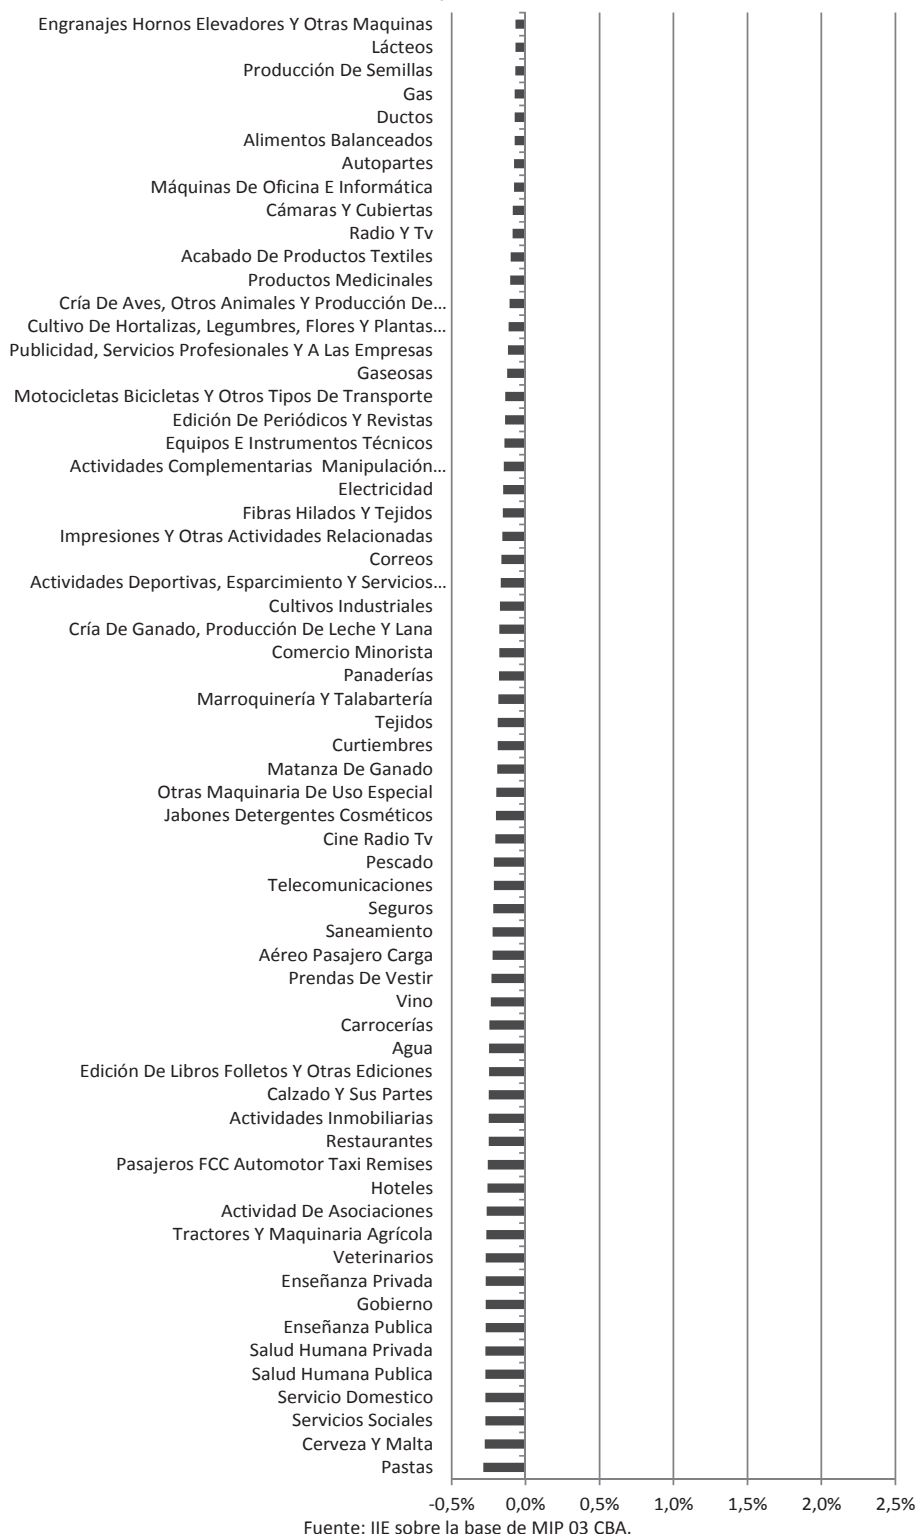 Engranajes Hornos Elevadores Y Otras Maquinas
Lácteos
Producción De Semillas
Gas
Ductos
Alimentos Balanceados
Autopartes
Máquinas De Oficina E Informática
Cámaras Y Cubiertas
Radio Y Tv
Acabado De Productos Textiles
Productos Medicinales
Cría De Aves, Otros Animales Y Producción De…
Cultivo De Hortalizas, Legumbres, Flores Y Plantas…
Publicidad, Servicios Profesionales Y A Las Empresas
Gaseosas
Motocicletas Bicicletas Y Otros Tipos De Transporte
Edición De Periódicos Y Revistas
Equipos E Instrumentos Técnicos
Actividades Complementarias  Manipulación…
Electricidad
Fibras Hilados Y Tejidos
Impresiones Y Otras Actividades Relacionadas
Correos
Actividades Deportivas, Esparcimiento Y Servicios…
Cultivos Industriales
Cría De Ganado, Producción De Leche Y Lana
Comercio Minorista
Panaderías
Marroquinería Y Talabartería
Tejidos
Curtiembres
Matanza De Ganado
Otras Maquinaria De Uso Especial
Jabones Detergentes Cosméticos
Cine Radio Tv
Pescado
Telecomunicaciones
Seguros
Saneamiento
Aéreo Pasajero Carga
Prendas De Vestir
Vino
Carrocerías
Agua
Edición De Libros Folletos Y Otras Ediciones
Calzado Y Sus Partes
Actividades Inmobiliarias
Restaurantes
Pasajeros FCC Automotor Taxi Remises
Hoteles
Actividad De Asociaciones
Tractores Y Maquinaria Agrícola
Veterinarios
Enseñanza Privada
Gobierno
Enseñanza Publica
Salud Humana Privada
Salud Humana Publica
Servicio Domestico
Servicios Sociales
Cerveza Y Malta
Pastas
-0,5% 0,0% 0,5% 1,0% 1,5% 2,0% 2,5%
Fuente: IIE sobre la base de MIP 03 CBA.